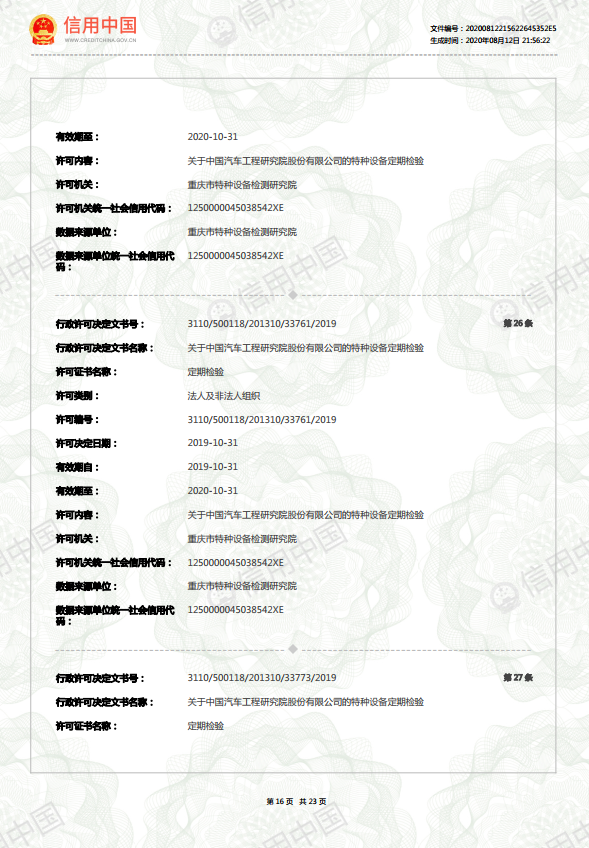 信用中国
WWW.CREDITCHINA.GOV.CN
文件编号：20200812215622645352E5
生成时间：2020年08月12日 21:56:22
有效期至： 2020-10-31
许可内容： 关于中国汽车工程研究院股份有限公司的特种设备定期检验
许可机关： 重庆市特种设备检测研究院
许可机关统一社会信用代码： 1250000045038542XE
数据来源单位： 重庆市特种设备检测研究院
数据来源单位统一社会信用代 1250000045038542XE
码：
行政许可决定文书号： 3110/500118/201310/33761/2019 第 26 条
行政许可决定文书名称： 关于中国汽车工程研究院股份有限公司的特种设备定期检验
许可证书名称： 定期检验
许可类别： 法人及非法人组织
许可编号： 3110/500118/201310/33761/2019
许可决定日期： 2019-10-31
有效期自： 2019-10-31
有效期至： 2020-10-31
许可内容： 关于中国汽车工程研究院股份有限公司的特种设备定期检验
许可机关： 重庆市特种设备检测研究院
许可机关统一社会信用代码： 1250000045038542XE
数据来源单位： 重庆市特种设备检测研究院
数据来源单位统一社会信用代 1250000045038542XE
码：
行政许可决定文书号： 3110/500118/201310/33773/2019 第 27 条
行政许可决定文书名称： 关于中国汽车工程研究院股份有限公司的特种设备定期检验
许可证书名称： 定期检验
第 16 页 共 23 页